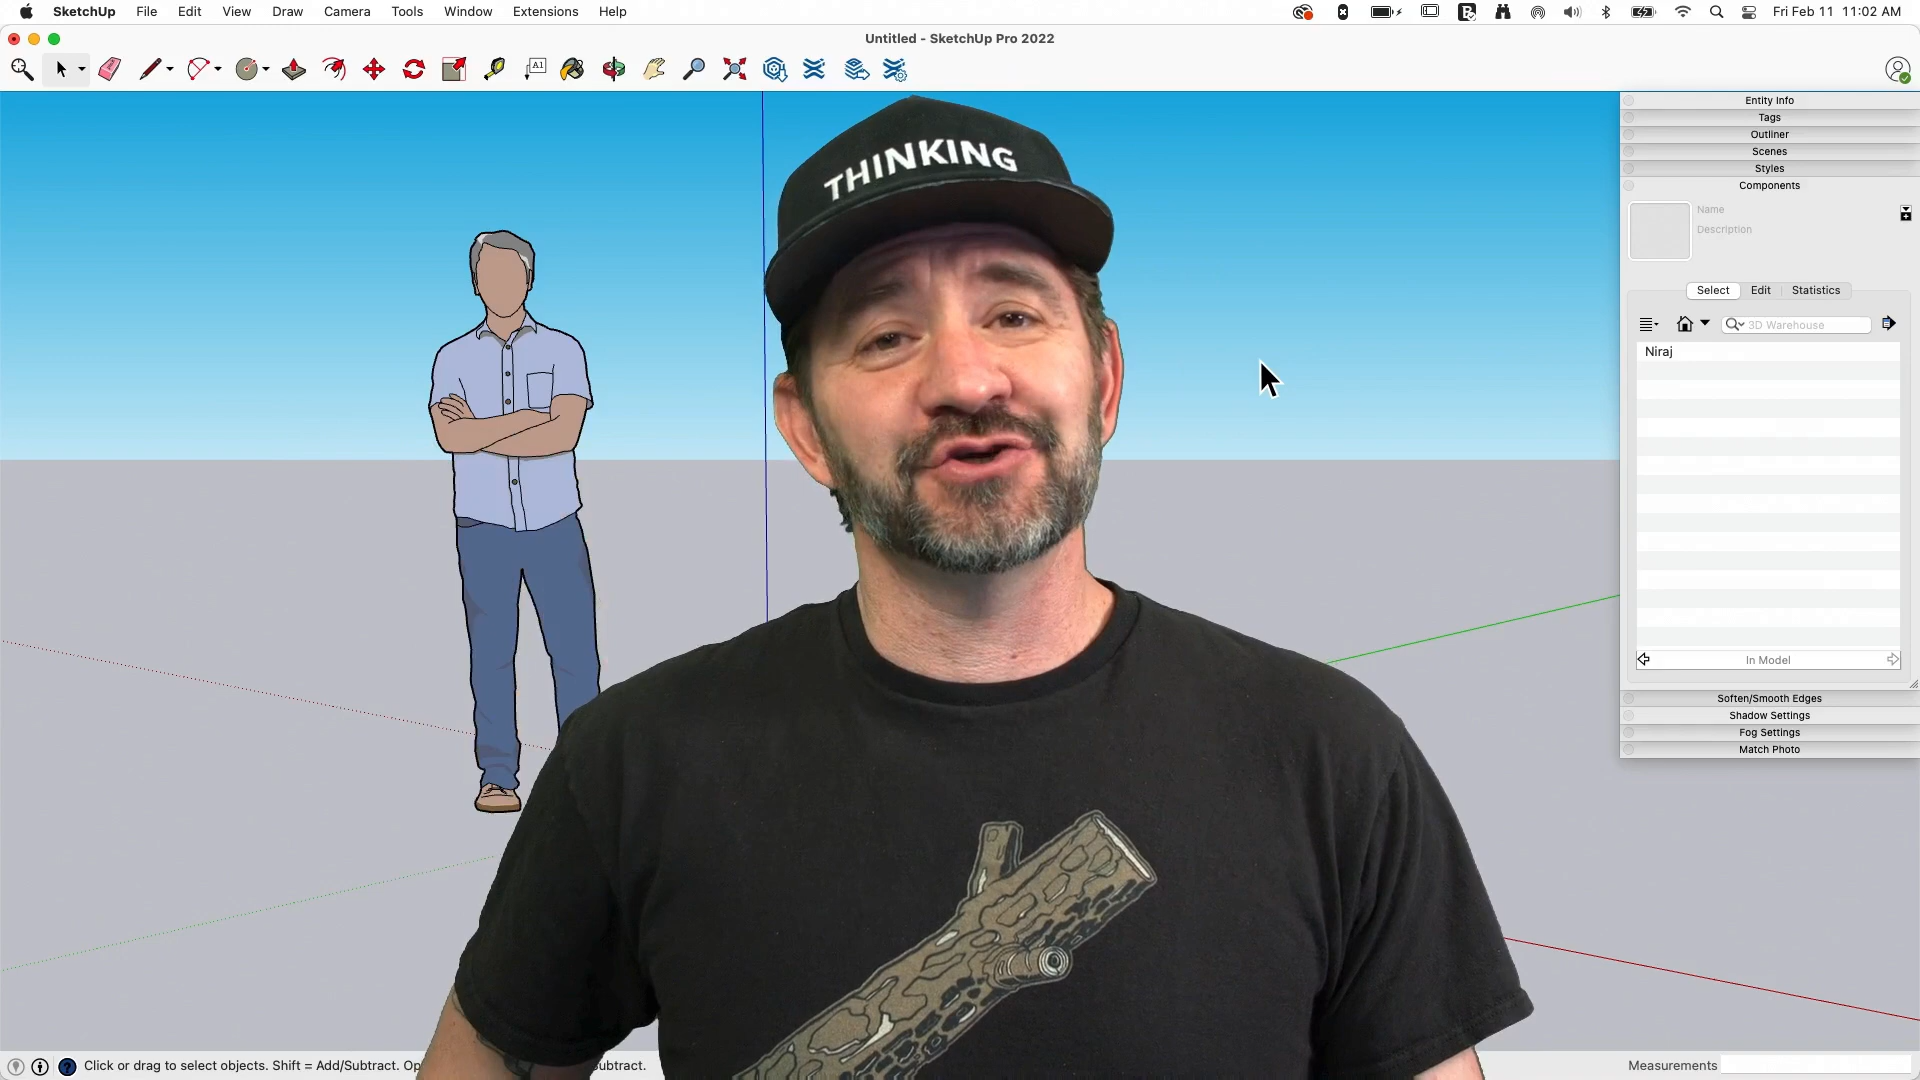 SketchUp File Edit View Draw Camera Tools Window Extensions Help Fri Feb 11 11:02 AM
Untitled - SketchUp Pro 2022
A1
THINKING
Entity Info
Tags
Outliner
Scenes
Styles
Components
Name
Description
Select Edit Statistics
3D Warehouse
Niraj
In Model
Soften/Smooth Edges
Shadow Settings
Fog Settings
Match Photo
Click or drag to select objects. Shift = Add/Subtract. Op ubtract.
Measurements